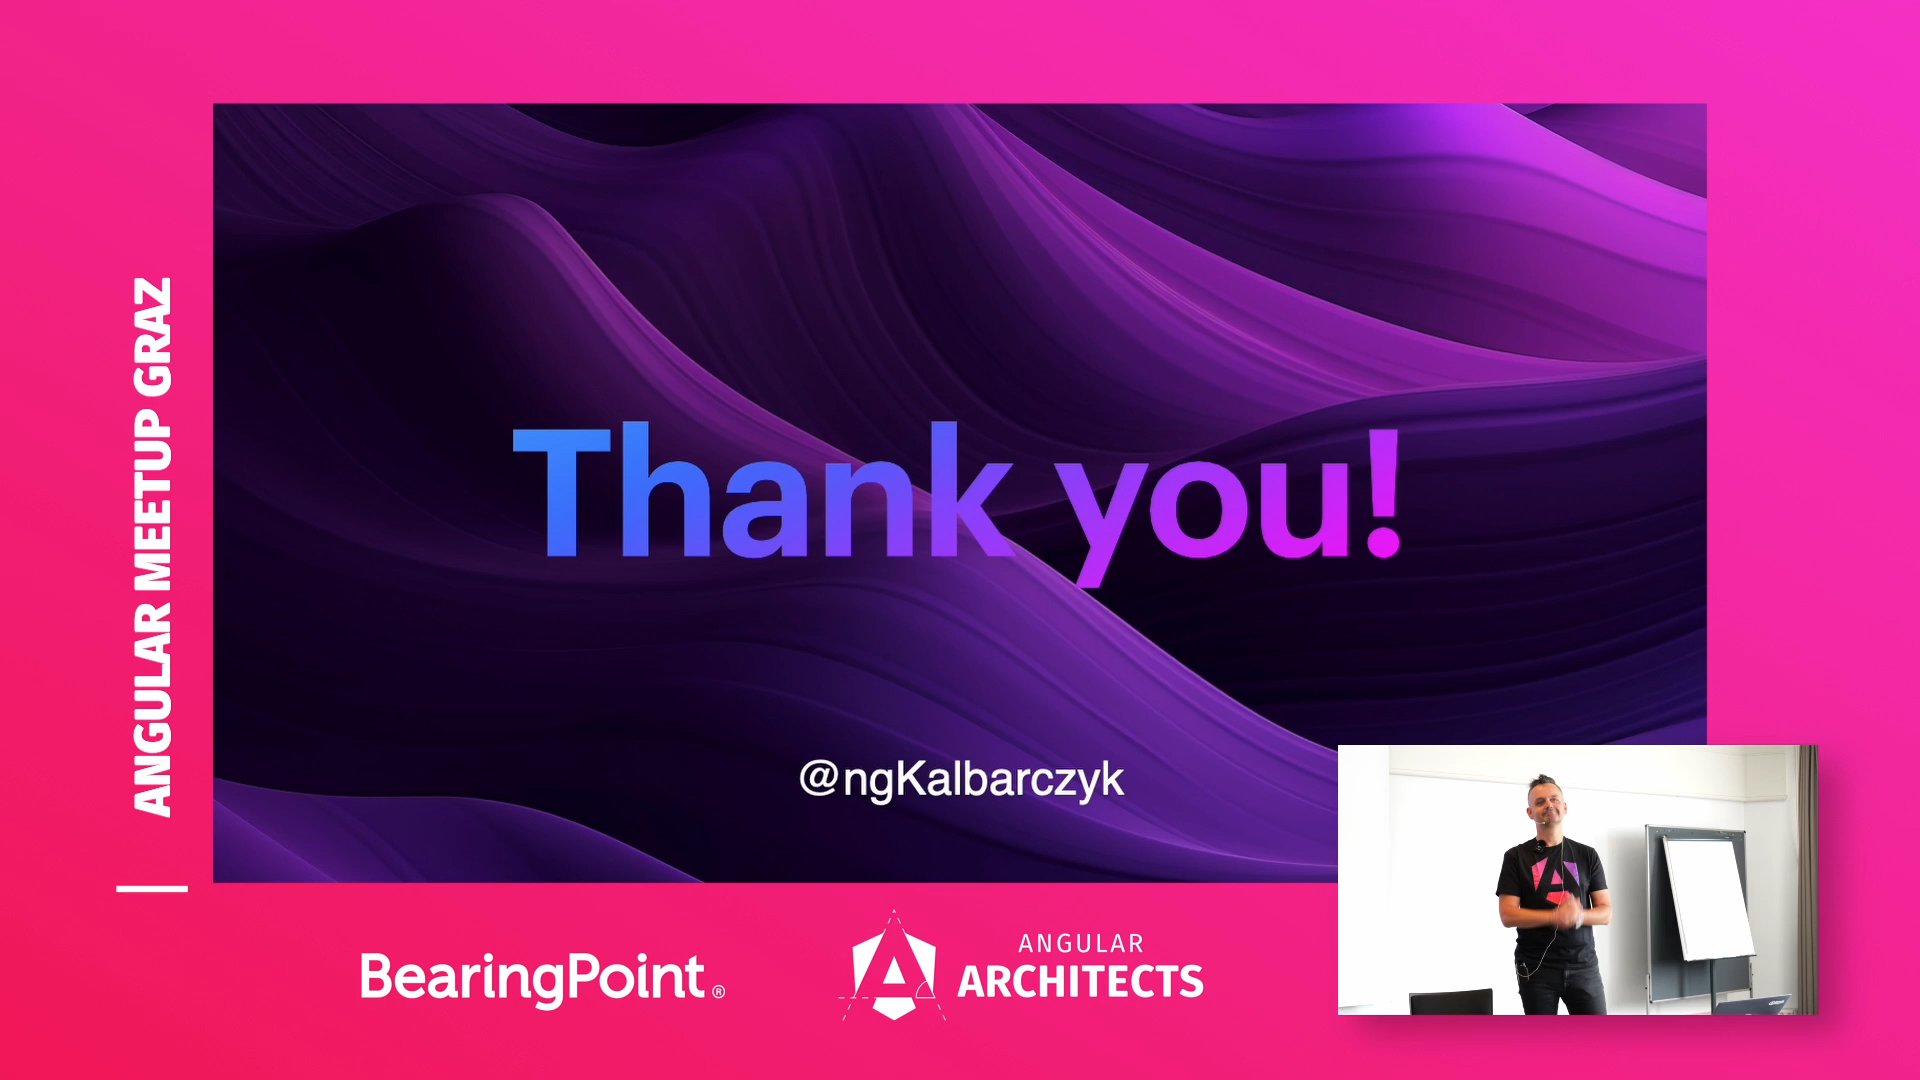 ANGULAR MEETUP GRAZ
Thank you!
@ngKalbarczyk
BearingPoint®
ANGULAR
ARCHITECTS